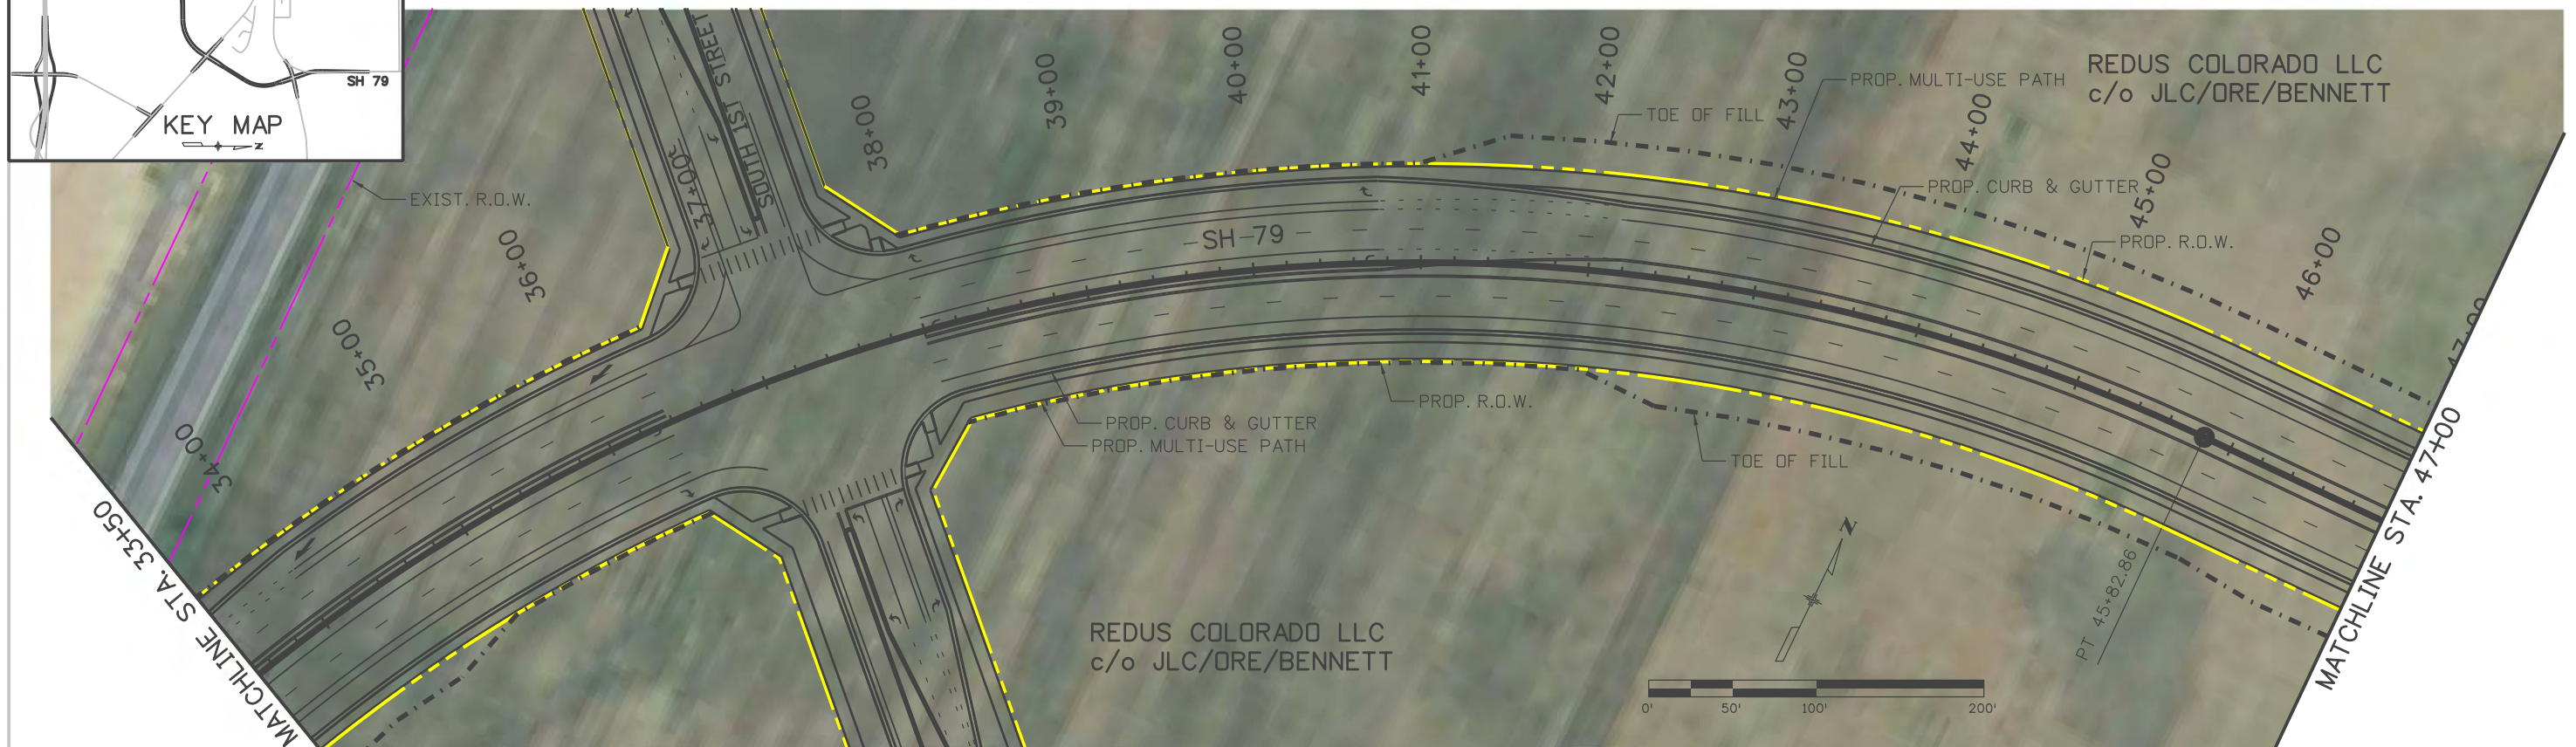 SH 79
KEY MAP
N
EXIST. R.O.W.
SOUTH 1ST STREET
34+00
35+00
36+00
37+00
38+00
39+00
40+00
41+00
42+00
43+00
44+00
45+00
46+00
47+00
TOE OF FILL
PROP. MULTI-USE PATH
REDUS COLORADO LLC
c/o JLC/ORE/BENNETT
PROP. CURB & GUTTER
PROP. R.O.W.
SH 79
PROP. R.O.W.
PROP. CURB & GUTTER
PROP. MULTI-USE PATH
TOE OF FILL
MATCHLINE STA. 33+50
MATCHLINE STA. 47+00
PT 45+82.86
N
REDUS COLORADO LLC
c/o JLC/ORE/BENNETT
0' 50' 100' 200'